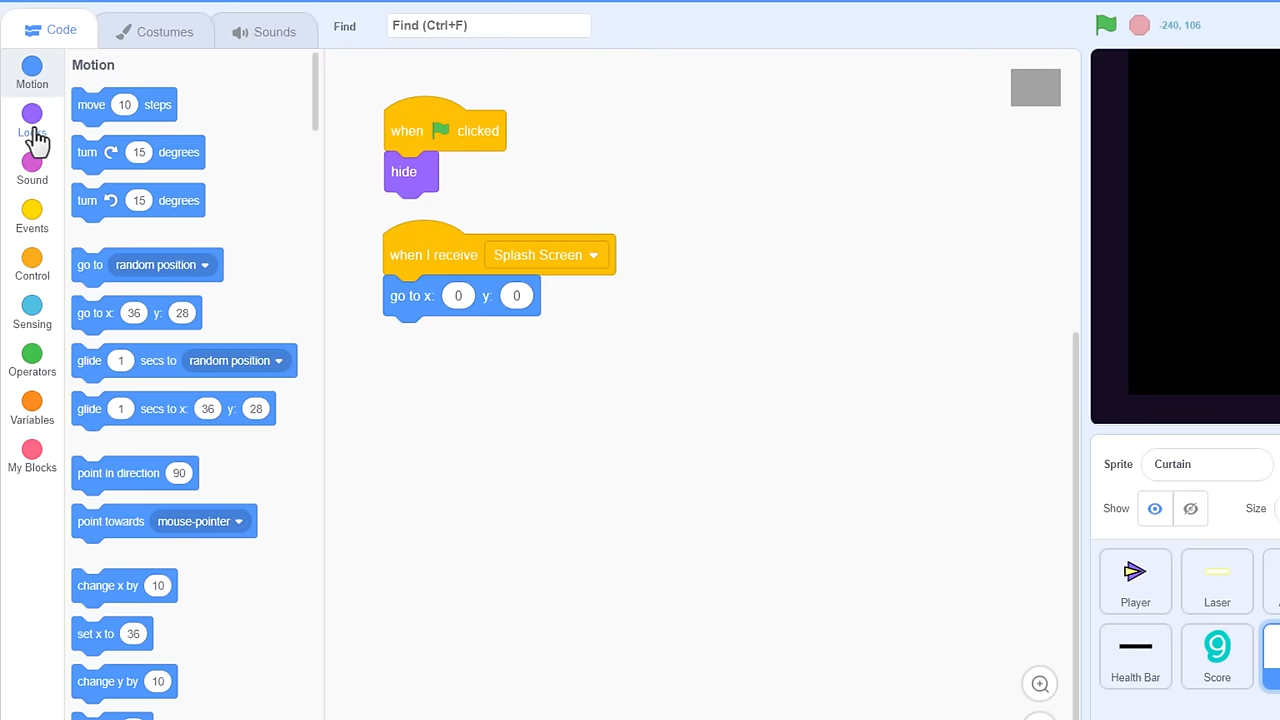 Code
Costumes
Sounds
Find
Find (Ctrl+F)
-240, 106
Motion
Looks
Sound
Events
Control
Sensing
Operators
Variables
My Blocks
Motion
move 10 steps
turn 15 degrees
turn 15 degrees
go to random position
go to x: 36 y: 28
glide 1 secs to random position
glide 1 secs to x: 36 y: 28
point in direction 90
point towards mouse-pointer
change x by 10
set x to 36
change y by 10
when clicked
hide
when I receive Splash Screen
go to x: 0 y: 0
Sprite
Curtain
Show
Size
Player
Laser
Health Bar
9
Score